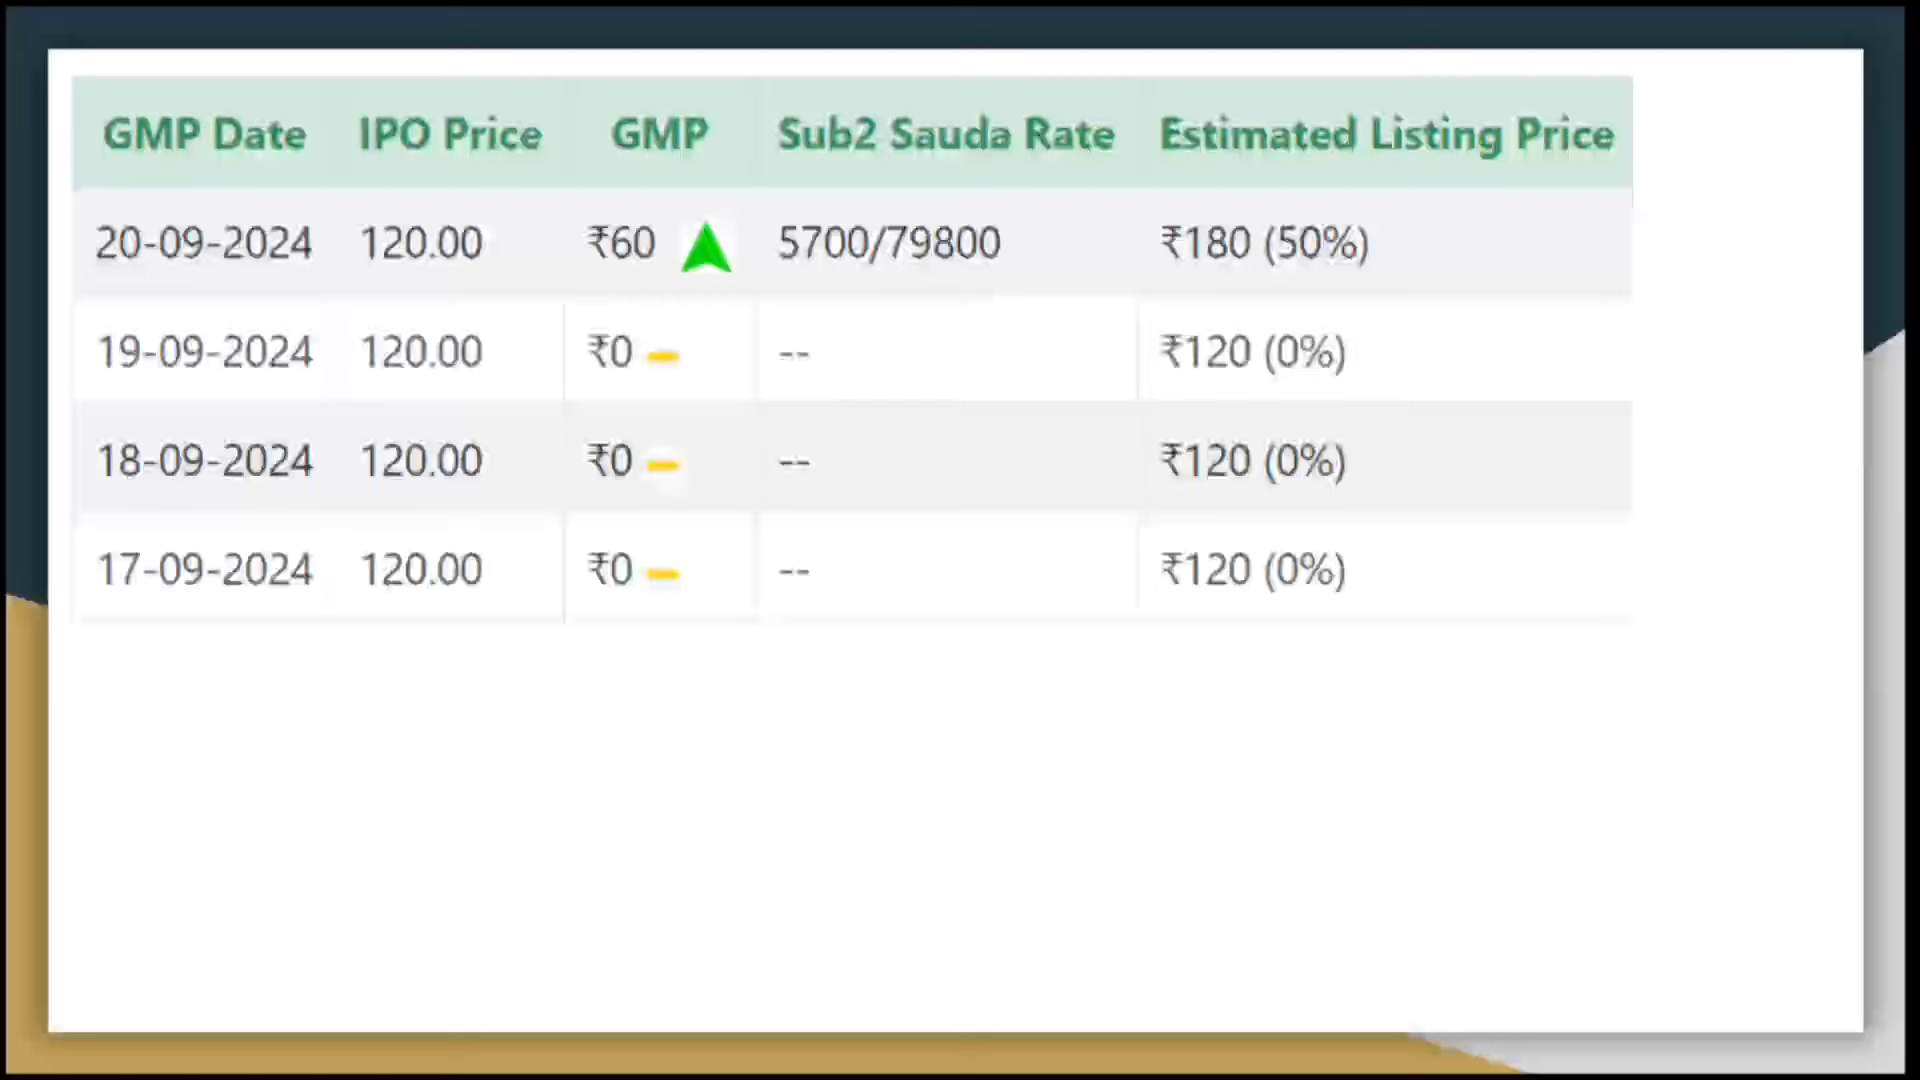 GMP Date IPO Price GMP Sub2 Sauda Rate Estimated Listing Price
20-09-2024 120.00 ₹60 5700/79800 ₹180 (50%)
19-09-2024 120.00 ₹0 -- ₹120 (0%)
18-09-2024 120.00 ₹0 -- ₹120 (0%)
17-09-2024 120.00 ₹0 -- ₹120 (0%)